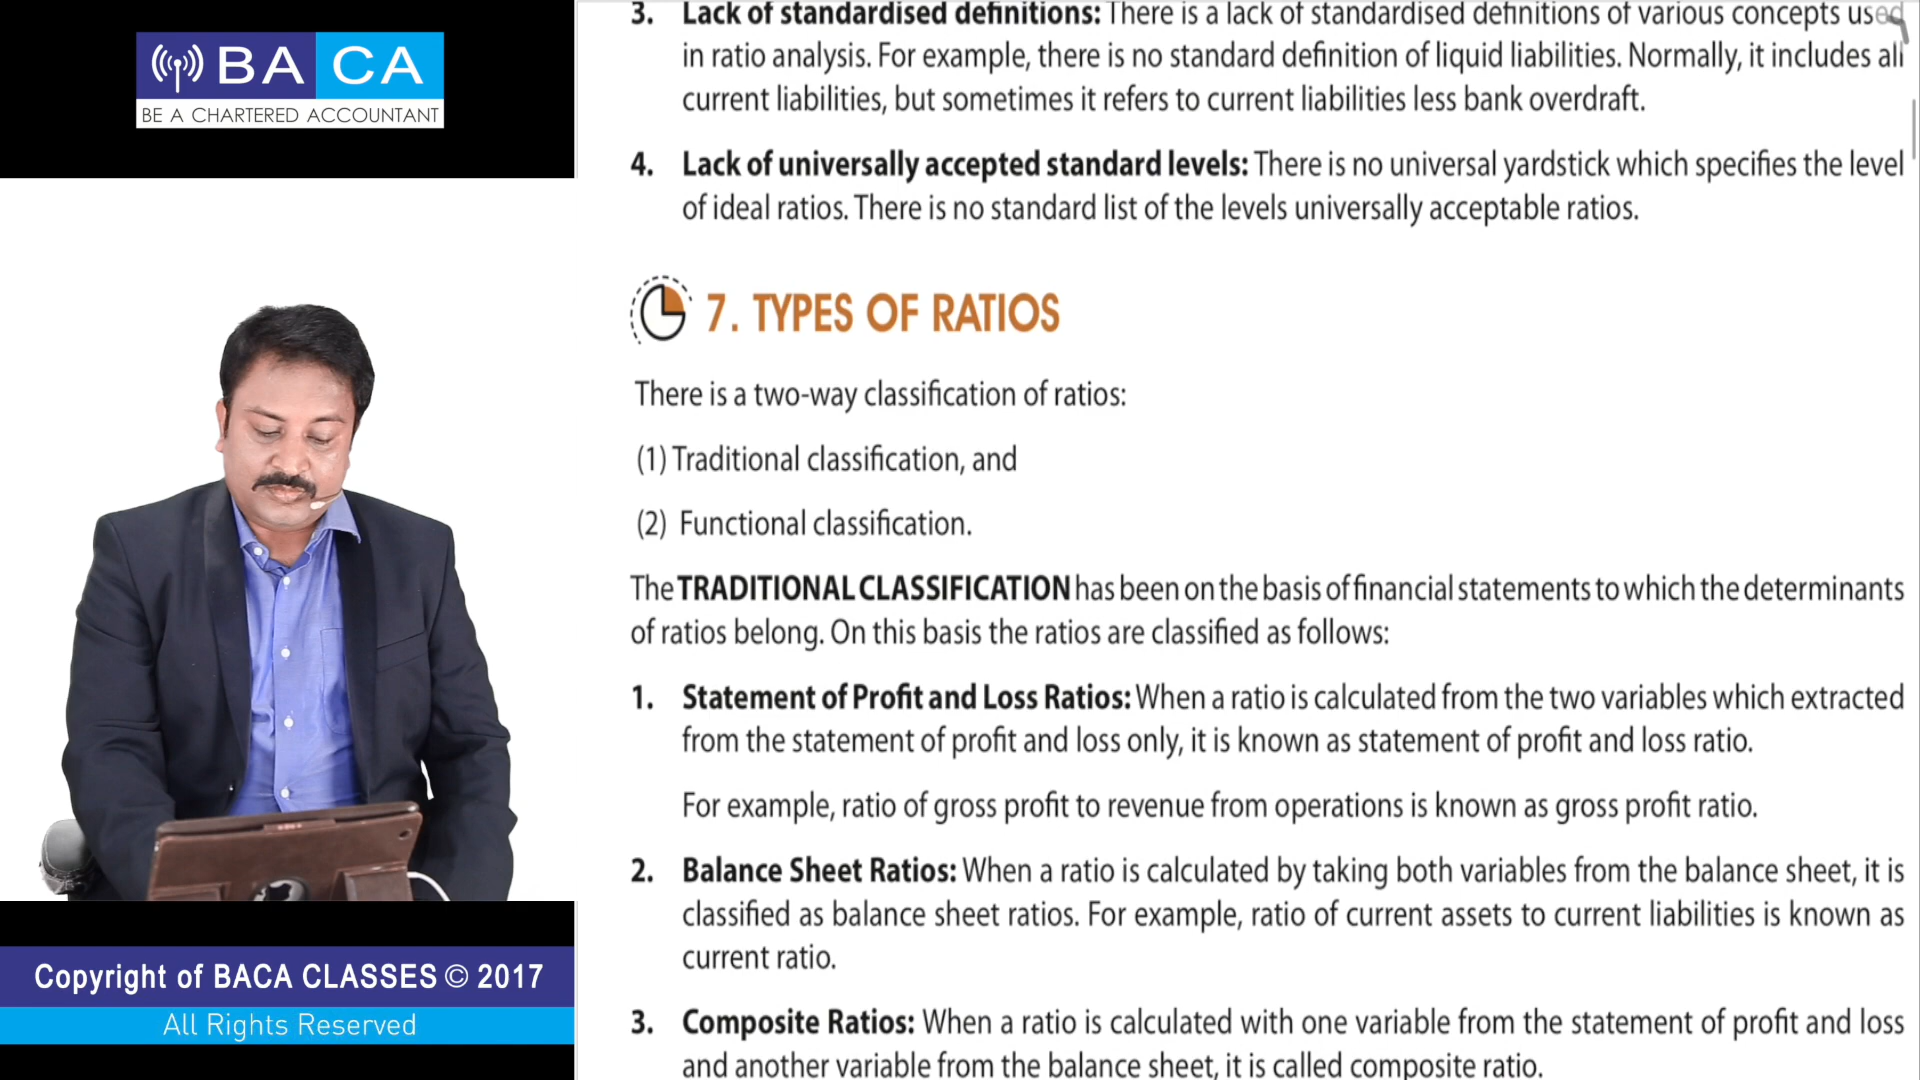 BA CA
BE A CHARTERED ACCOUNTANT
3. Lack of standardised definitions: There is a lack of standardised definitions of various concepts used
in ratio analysis. For example, there is no standard definition of liquid liabilities. Normally, it includes all
current liabilities, but sometimes it refers to current liabilities less bank overdraft.
4. Lack of universally accepted standard levels: There is no universal yardstick which specifies the level
of ideal ratios. There is no standard list of the levels universally acceptable ratios.
7. TYPES OF RATIOS
There is a two-way classification of ratios:
(1) Traditional classification, and
(2) Functional classification.
The TRADITIONAL CLASSIFICATION has been on the basis of financial statements to which the determinants
of ratios belong. On this basis the ratios are classified as follows:
1. Statement of Profit and Loss Ratios: When a ratio is calculated from the two variables which extracted
from the statement of profit and loss only, it is known as statement of profit and loss ratio.
For example, ratio of gross profit to revenue from operations is known as gross profit ratio.
2. Balance Sheet Ratios: When a ratio is calculated by taking both variables from the balance sheet, it is
classified as balance sheet ratios. For example, ratio of current assets to current liabilities is known as
current ratio.
3. Composite Ratios: When a ratio is calculated with one variable from the statement of profit and loss
and another variable from the balance sheet, it is called composite ratio.
Copyright of BACA CLASSES © 2017
All Rights Reserved